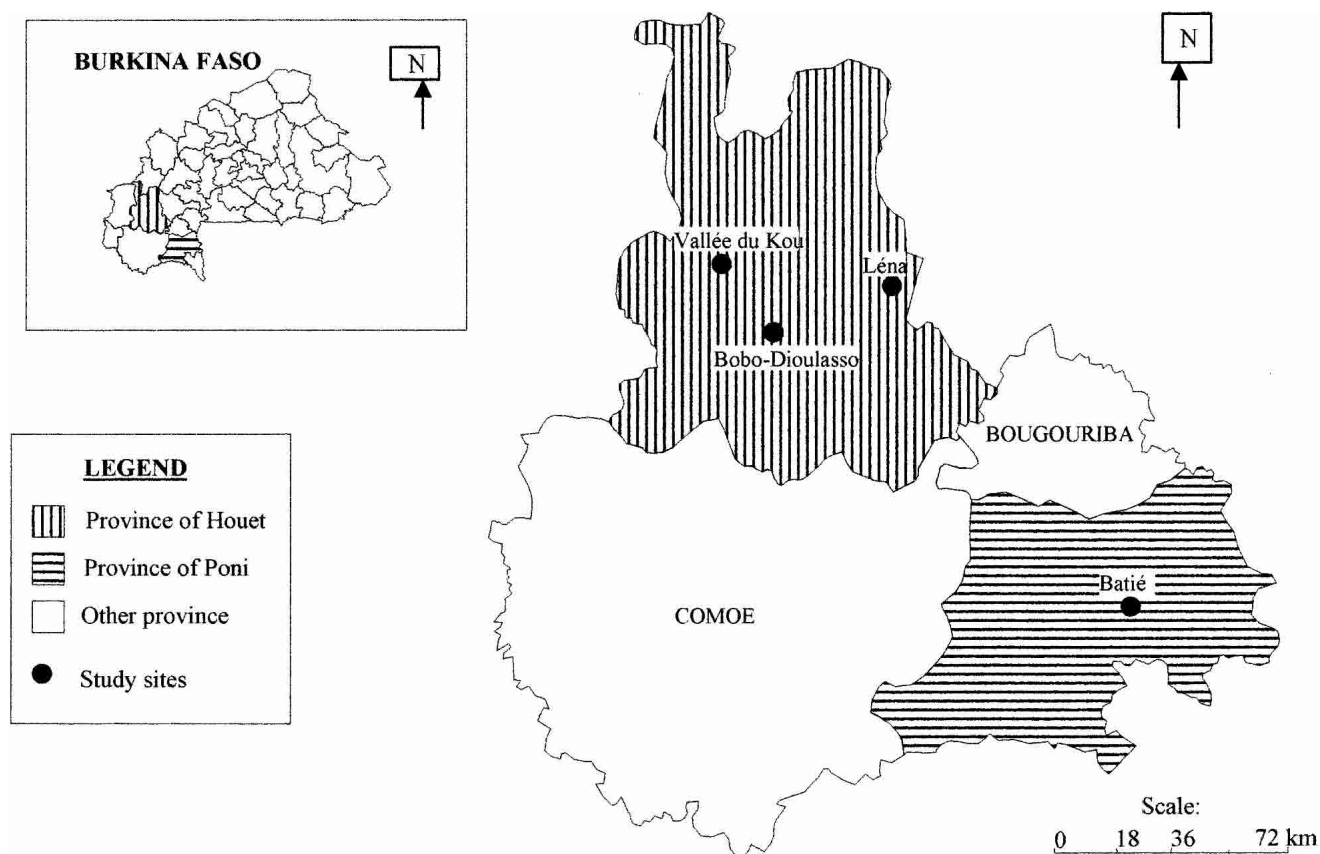 BURKINA FASO
N
N
Vallée du Kou
Léna
Bobo-Dioulasso
BOUGOURIBA
LEGEND
Province of Houet
Province of Poni
Other province
Study sites
Batié
COMOE
Scale:
0 18 36 72 km